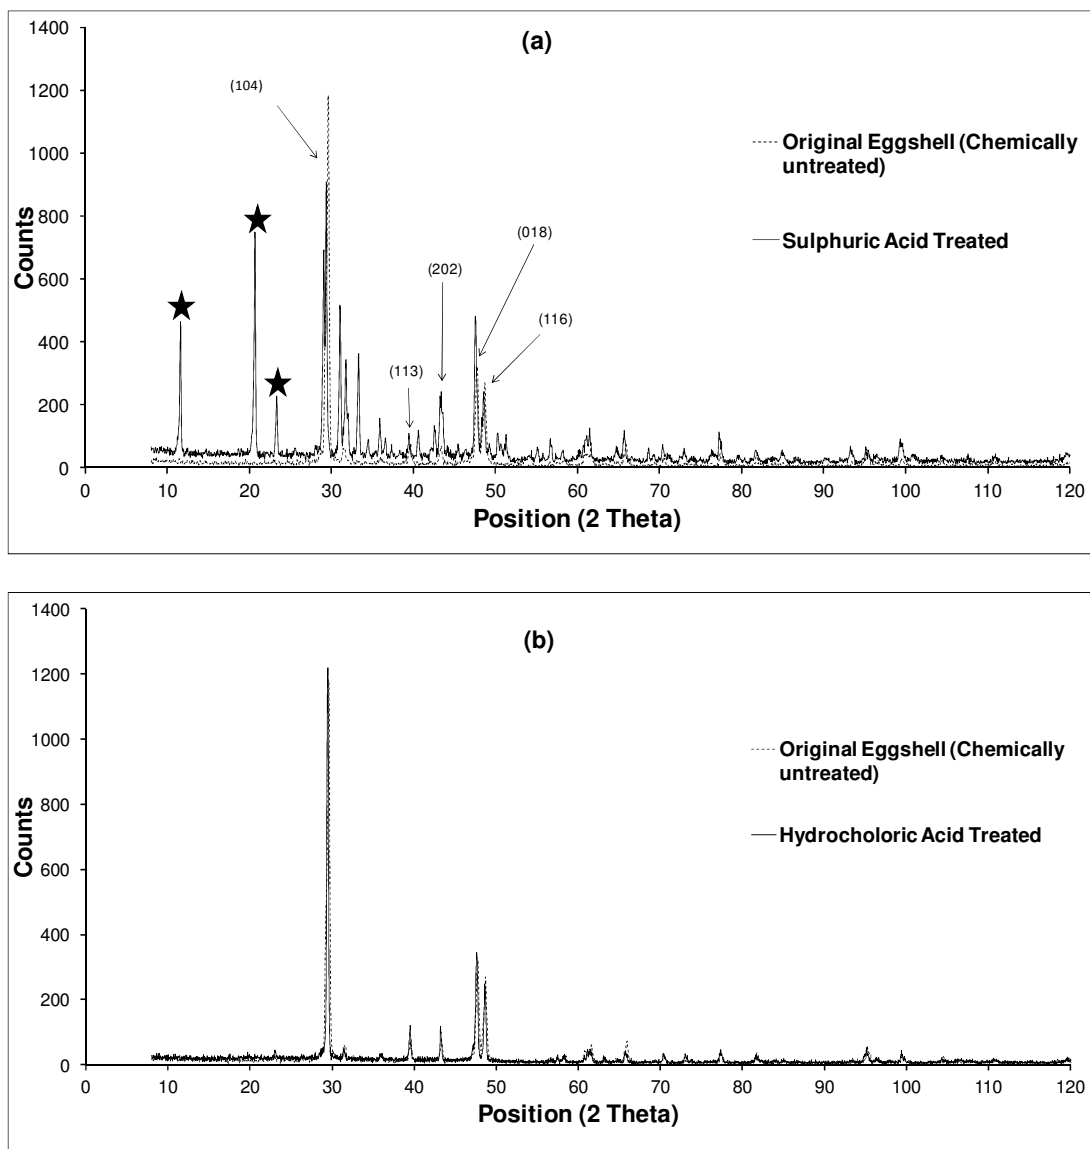 (a)
1400
1200
1000
800
600
400
200
0
Counts
(104)
(113)
(202)
(018)
(116)
Original Eggshell (Chemically
untreated)
Sulphuric Acid Treated
0 10 20 30 40 50 60 70 80 90 100 110 120
Position (2 Theta)
(b)
1400
1200
1000
800
600
400
200
0
Counts
Original Eggshell (Chemically
untreated)
Hydrocholoric Acid Treated
0 10 20 30 40 50 60 70 80 90 100 110 120
Position (2 Theta)